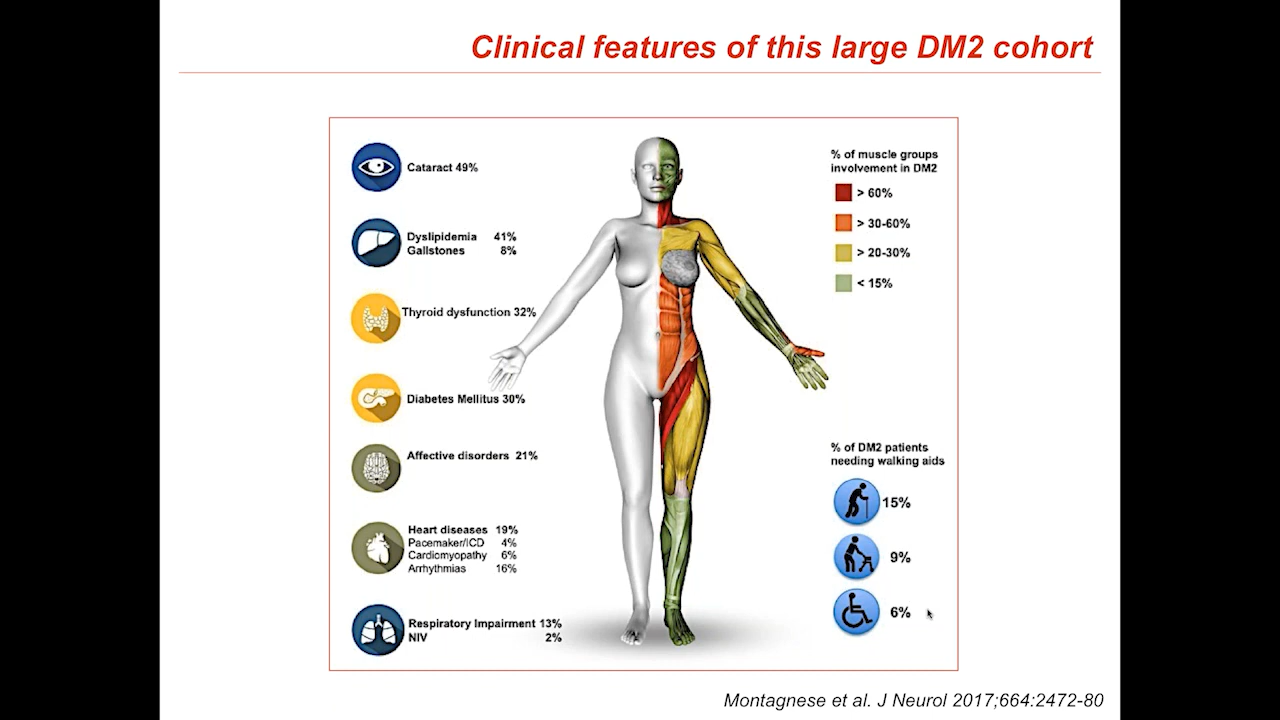 Clinical features of this large DM2 cohort
Cataract 49%
Dyslipidemia 41%
Gallstones 8%
Thyroid dysfunction 32%
Diabetes Mellitus 30%
Affective disorders 21%
Heart diseases 19%
Pacemaker/ICD 4%
Cardiomyopathy 6%
Arrhythmias 16%
Respiratory Impairment 13%
NIV 2%
% of muscle groups
involvement in DM2
> 60%
> 30-60%
> 20-30%
< 15%
% of DM2 patients
needing walking aids
15%
9%
6%
Montagnese et al. J Neurol 2017;664:2472-80